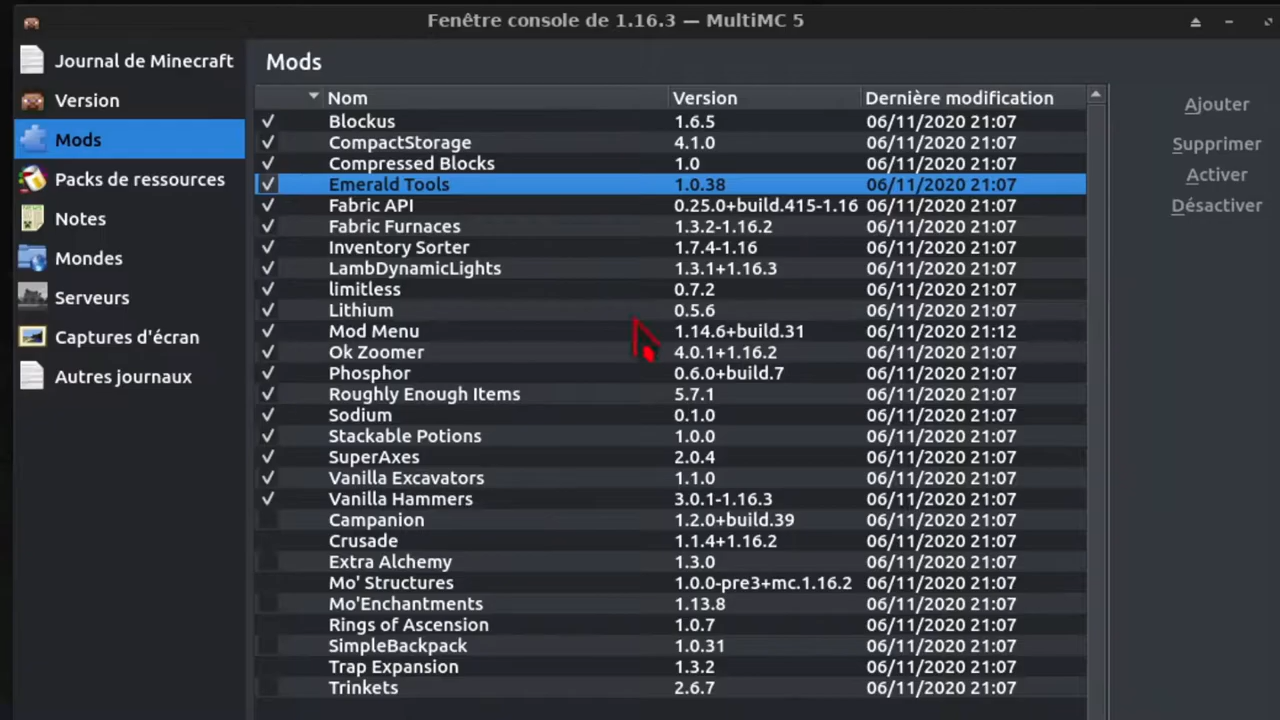 Fenêtre console de 1.16.3 — MultiMC 5
Journal de Minecraft
Version
Mods
Packs de ressources
Notes
Mondes
Serveurs
Captures d'écran
Autres journaux
Mods
Nom Version Dernière modification
Blockus 1.6.5 06/11/2020 21:07
CompactStorage 4.1.0 06/11/2020 21:07
Compressed Blocks 1.0 06/11/2020 21:07
Emerald Tools 1.0.38 06/11/2020 21:07
Fabric API 0.25.0+build.415-1.16 06/11/2020 21:07
Fabric Furnaces 1.3.2-1.16.2 06/11/2020 21:07
Inventory Sorter 1.7.4-1.16 06/11/2020 21:07
LambDynamicLights 1.3.1+1.16.3 06/11/2020 21:07
limitless 0.7.2 06/11/2020 21:07
Lithium 0.5.6 06/11/2020 21:07
Mod Menu 1.14.6+build.31 06/11/2020 21:12
Ok Zoomer 4.0.1+1.16.2 06/11/2020 21:07
Phosphor 0.6.0+build.7 06/11/2020 21:07
Roughly Enough Items 5.7.1 06/11/2020 21:07
Sodium 0.1.0 06/11/2020 21:07
Stackable Potions 1.0.0 06/11/2020 21:07
SuperAxes 2.0.4 06/11/2020 21:07
Vanilla Excavators 1.1.0 06/11/2020 21:07
Vanilla Hammers 3.0.1-1.16.3 06/11/2020 21:07
Campanion 1.2.0+build.39 06/11/2020 21:07
Crusade 1.1.4+1.16.2 06/11/2020 21:07
Extra Alchemy 1.3.0 06/11/2020 21:07
Mo' Structures 1.0.0-pre3+mc.1.16.2 06/11/2020 21:07
Mo'Enchantments 1.13.8 06/11/2020 21:07
Rings of Ascension 1.0.7 06/11/2020 21:07
SimpleBackpack 1.0.31 06/11/2020 21:07
Trap Expansion 1.3.2 06/11/2020 21:07
Trinkets 2.6.7 06/11/2020 21:07
Ajouter
Supprimer
Activer
Désactiver